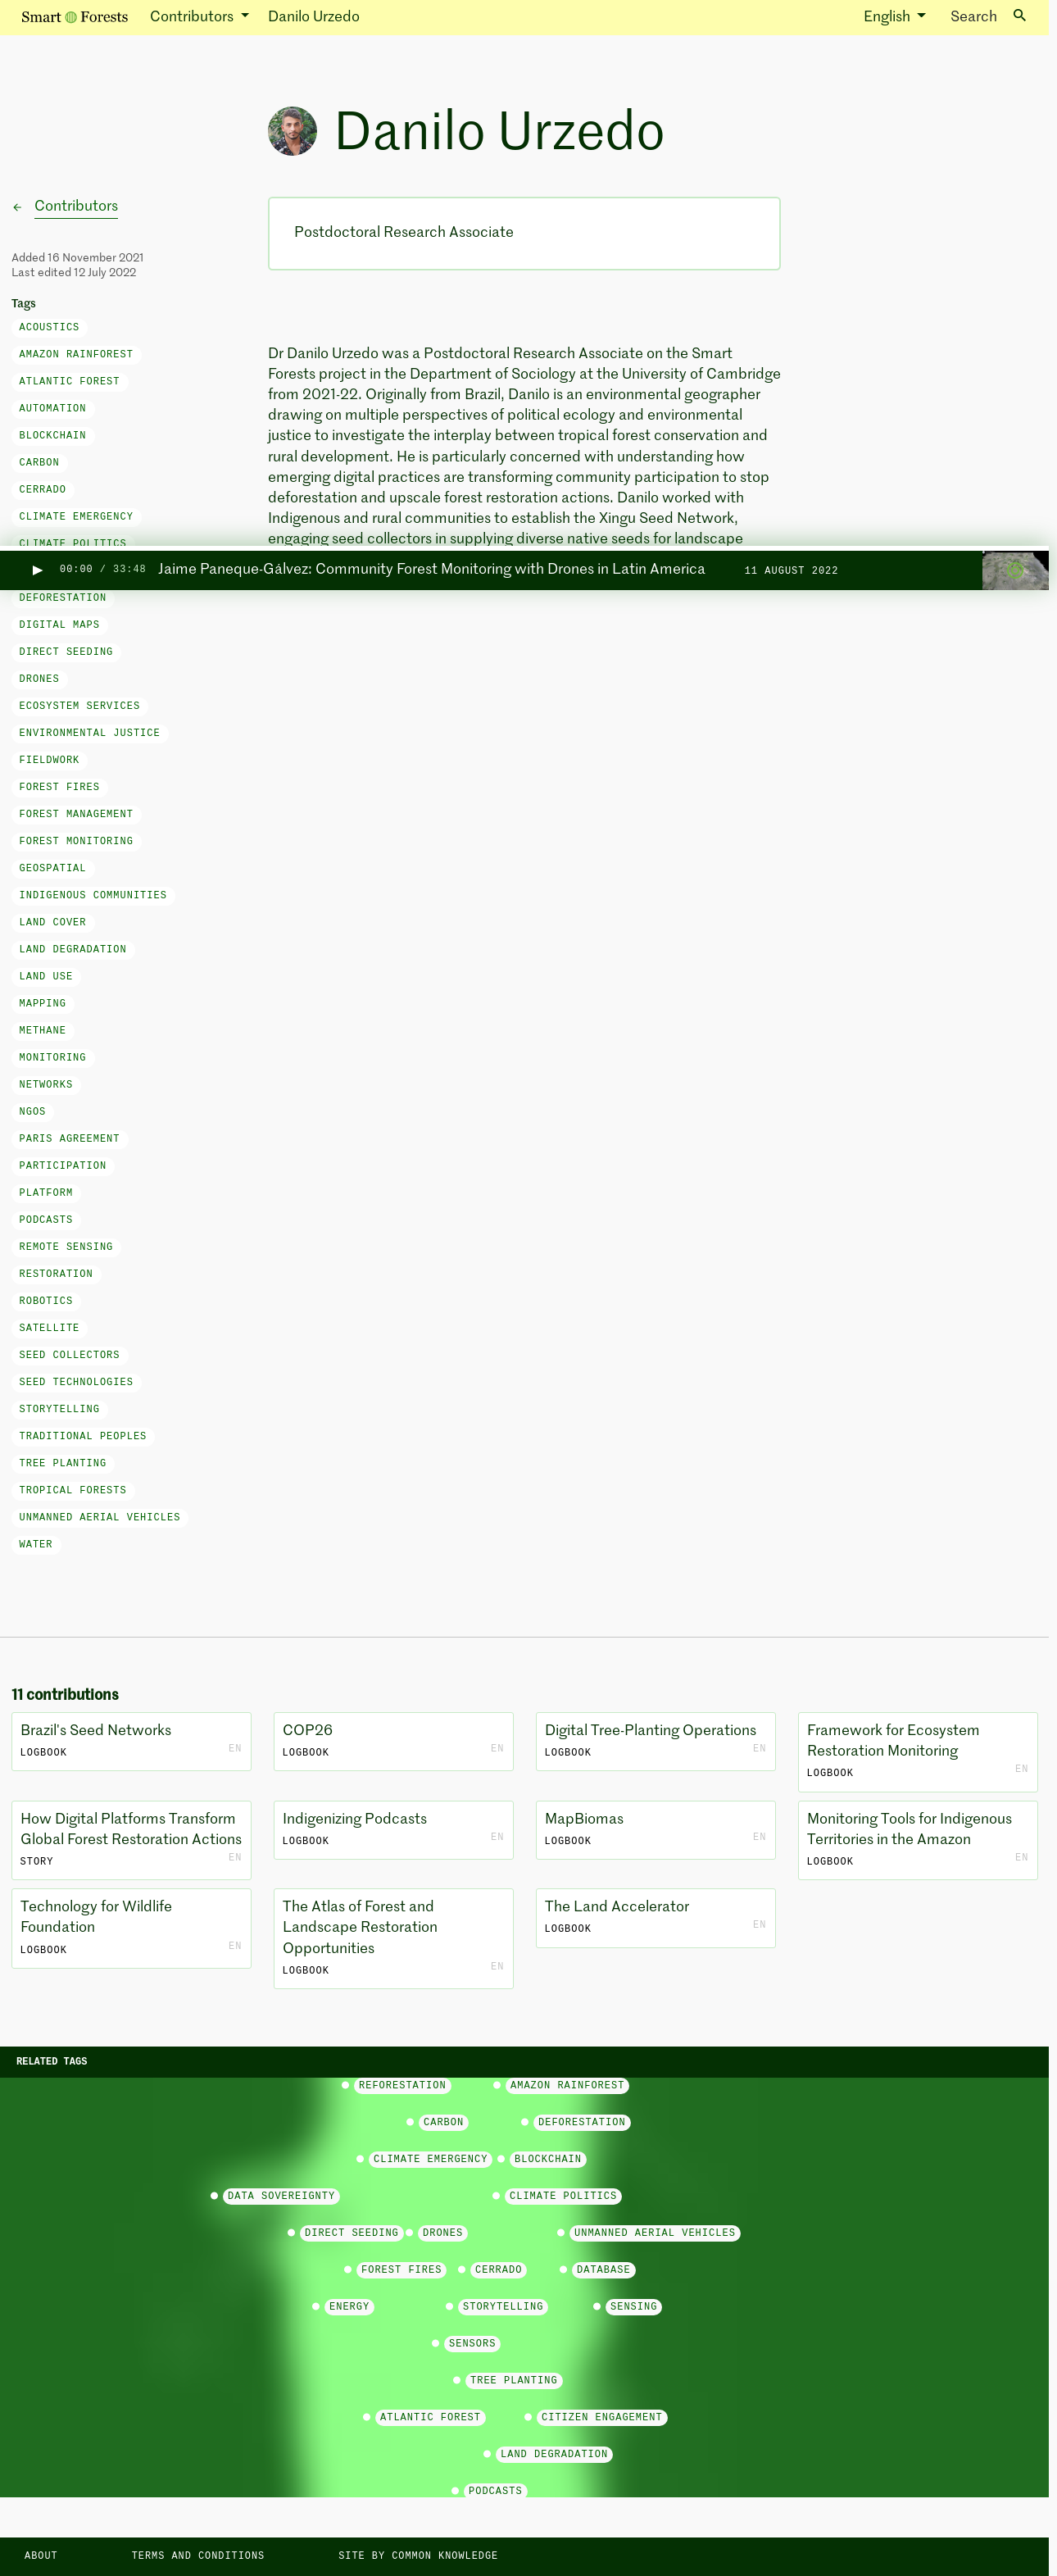 Smart Forests Contributors Danilo Urzedo English Search
Danilo Urzedo
Contributors
Postdoctoral Research Associate
Added 16 November 2021
Last edited 12 July 2022
Tags
ACOUSTICS
AMAZON RAINFOREST
ATLANTIC FOREST
AUTOMATION
BLOCKCHAIN
CARBON
CERRADO
CLIMATE EMERGENCY
CLIMATE POLITICS
Dr Danilo Urzedo was a Postdoctoral Research Associate on the Smart
Forests project in the Department of Sociology at the University of Cambridge
from 2021-22. Originally from Brazil, Danilo is an environmental geographer
drawing on multiple perspectives of political ecology and environmental
justice to investigate the interplay between tropical forest conservation and
rural development. He is particularly concerned with understanding how
emerging digital practices are transforming community participation to stop
deforestation and upscale forest restoration actions. Danilo worked with
Indigenous and rural communities to establish the Xingu Seed Network,
engaging seed collectors in supplying diverse native seeds for landscape
00:00 / 33:48 Jaime Paneque-Gálvez: Community Forest Monitoring with Drones in Latin America 11 AUGUST 2022
DEFORESTATION
DIGITAL MAPS
DIRECT SEEDING
DRONES
ECOSYSTEM SERVICES
ENVIRONMENTAL JUSTICE
FIELDWORK
FOREST FIRES
FOREST MANAGEMENT
FOREST MONITORING
GEOSPATIAL
INDIGENOUS COMMUNITIES
LAND COVER
LAND DEGRADATION
LAND USE
MAPPING
METHANE
MONITORING
NETWORKS
NGOS
PARIS AGREEMENT
PARTICIPATION
PLATFORM
PODCASTS
REMOTE SENSING
RESTORATION
ROBOTICS
SATELLITE
SEED COLLECTORS
SEED TECHNOLOGIES
STORYTELLING
TRADITIONAL PEOPLES
TREE PLANTING
TROPICAL FORESTS
UNMANNED AERIAL VEHICLES
WATER
11 contributions
Brazil's Seed Networks
LOGBOOK EN
COP26
LOGBOOK EN
Digital Tree-Planting Operations
LOGBOOK EN
Framework for Ecosystem
Restoration Monitoring
LOGBOOK EN
How Digital Platforms Transform
Global Forest Restoration Actions
STORY EN
Indigenizing Podcasts
LOGBOOK EN
MapBiomas
LOGBOOK EN
Monitoring Tools for Indigenous
Territories in the Amazon
LOGBOOK EN
Technology for Wildlife
Foundation
LOGBOOK EN
The Atlas of Forest and
Landscape Restoration
Opportunities
LOGBOOK EN
The Land Accelerator
LOGBOOK EN
RELATED TAGS
REFORESTATION AMAZON RAINFOREST
CARBON DEFORESTATION
CLIMATE EMERGENCY BLOCKCHAIN
DATA SOVEREIGNTY CLIMATE POLITICS
DIRECT SEEDING DRONES UNMANNED AERIAL VEHICLES
FOREST FIRES CERRADO DATABASE
ENERGY STORYTELLING SENSING
SENSORS
TREE PLANTING
ATLANTIC FOREST CITIZEN ENGAGEMENT
LAND DEGRADATION
PODCASTS
ABOUT TERMS AND CONDITIONS SITE BY COMMON KNOWLEDGE